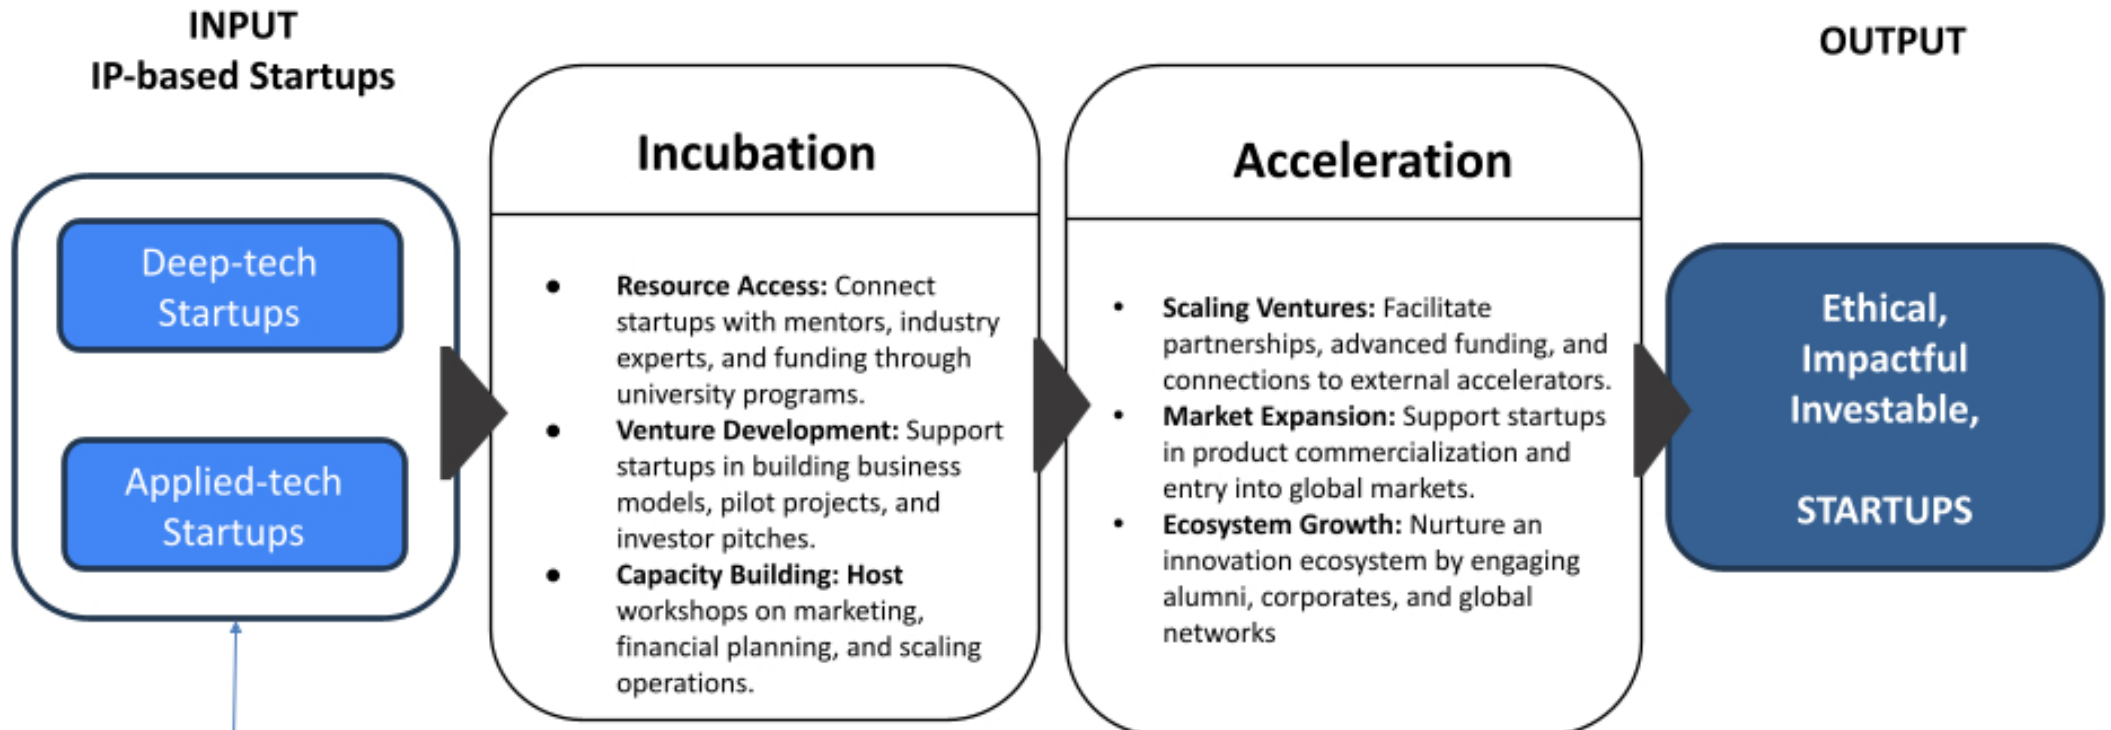 INPUT
IP-based Startups
Deep-tech
Startups
Applied-tech
Startups
Incubation
● Resource Access: Connect
startups with mentors, industry
experts, and funding through
university programs.
● Venture Development: Support
startups in building business
models, pilot projects, and
investor pitches.
● Capacity Building: Host
workshops on marketing,
financial planning, and scaling
operations.
Acceleration
• Scaling Ventures: Facilitate
partnerships, advanced funding, and
connections to external accelerators.
• Market Expansion: Support startups
in product commercialization and
entry into global markets.
• Ecosystem Growth: Nurture an
innovation ecosystem by engaging
alumni, corporates, and global
networks
OUTPUT
Ethical,
Impactful
Investable,
STARTUPS